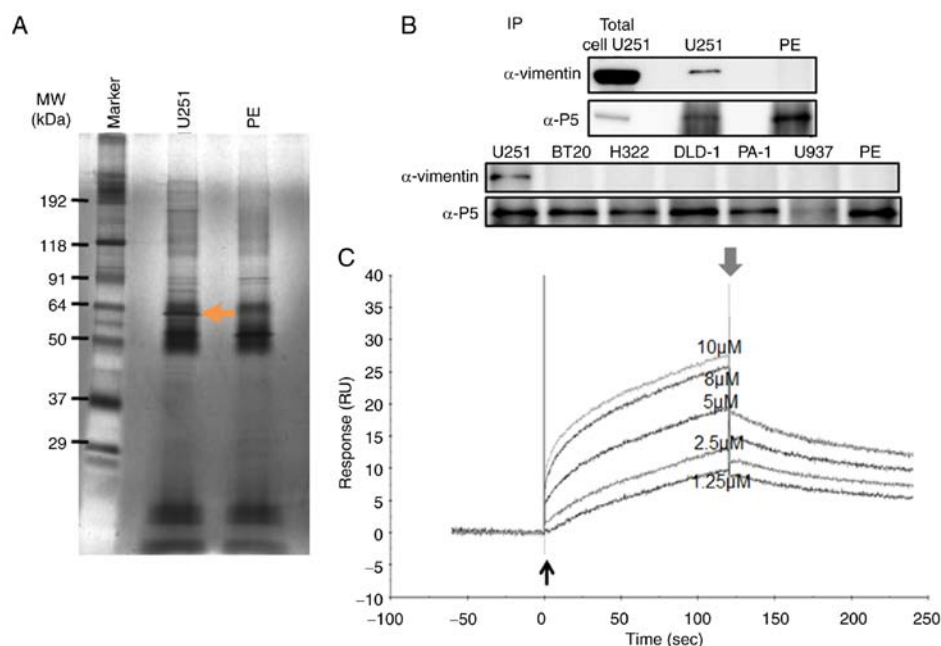 A
MW
(kDa)
Marker
U251
PE
192
118
91
64
50
37
29
B
IP
Total
cell U251
U251
PE
α-vimentin
α-P5
U251 BT20 H322 DLD-1 PA-1 U937 PE
α-vimentin
α-P5
C
Response (RU)
40
35
30
25
20
15
10
5
0
−5
−10
10µM
8µM
5µM
2.5µM
1.25µM
−100 −50 0 50 100 150 200 250
Time (sec)